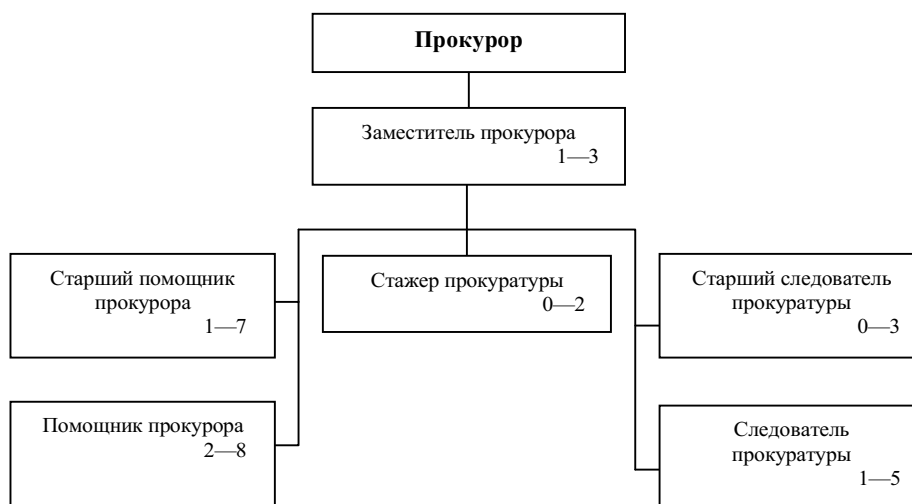 Прокурор
Заместитель прокурора
1—3
Старший помощник
прокурора
1—7
Стажер прокуратуры
0—2
Старший следователь
прокуратуры
0—3
Помощник прокурора
2—8
Следователь
прокуратуры
1—5